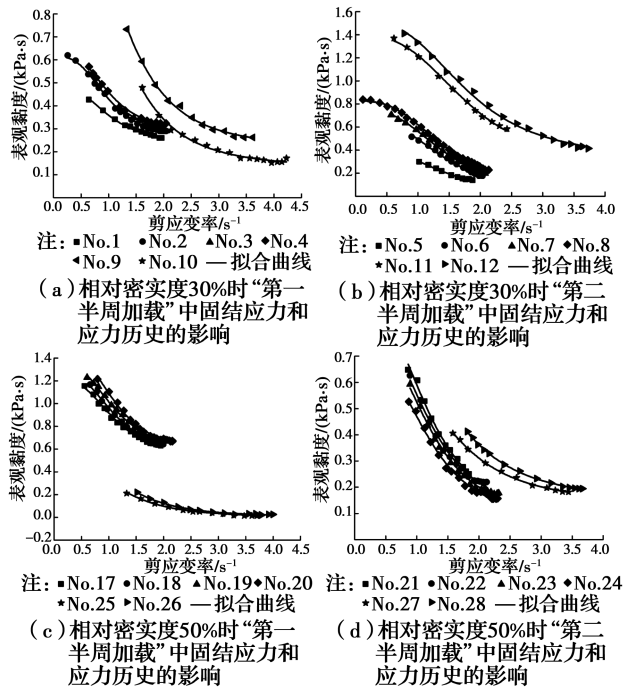 表观黏度/(kPa·s)
0.8
0.7
0.6
0.5
0.4
0.3
0.2
0.1
0.0 0.5 1.0 1.5 2.0 2.5 3.0 3.5 4.0 4.5
剪应变率/s⁻¹
注: ■No.1 ●No.2 ▲No.3 ◆No.4
◀No.9 ★No.10 —拟合曲线
(a)相对密实度30%时“第一
半周加载”中固结应力和
应力历史的影响
表观黏度/(kPa·s)
1.6
1.4
1.2
1.0
0.8
0.6
0.4
0.2
0.0 0.5 1.0 1.5 2.0 2.5 3.0 3.5 4.0
剪应变率/s⁻¹
注: ■No.5 ●No.6 ▲No.7 ◆No.8
★No.11 ▶No.12 —拟合曲线
(b)相对密实度30%时“第二
半周加载”中固结应力和
应力历史的影响
表观黏度/(kPa·s)
1.4
1.2
1.0
0.8
0.6
0.4
0.2
0.0
-0.2
0.0 0.5 1.0 1.5 2.0 2.5 3.0 3.5 4.0 4.5
剪应变率/s⁻¹
注: ■No.17 ●No.18 ▲No.19 ◆No.20
★No.25 ▶No.26 —拟合曲线
(c)相对密实度50%时“第一
半周加载”中固结应力和
应力历史的影响
表观黏度/(kPa·s)
0.7
0.6
0.5
0.4
0.3
0.2
0.1
0.0 0.5 1.0 1.5 2.0 2.5 3.0 3.5 4.0
剪应变率/s⁻¹
注: ■No.21 ●No.22 ▲No.23 ◆No.24
★No.27 ▶No.28 —拟合曲线
(d)相对密实度50%时“第二
半周加载”中固结应力和
应力历史的影响